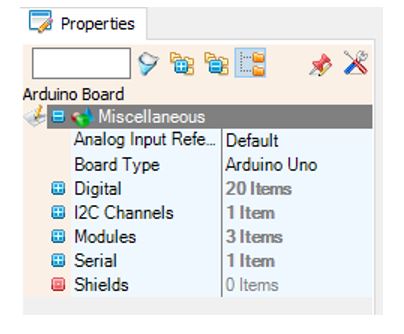 Properties
Arduino Board
Miscellaneous
Analog Input Refe... Default
Board Type Arduino Uno
Digital 20 Items
I2C Channels 1 Item
Modules 3 Items
Serial 1 Item
Shields 0 Items